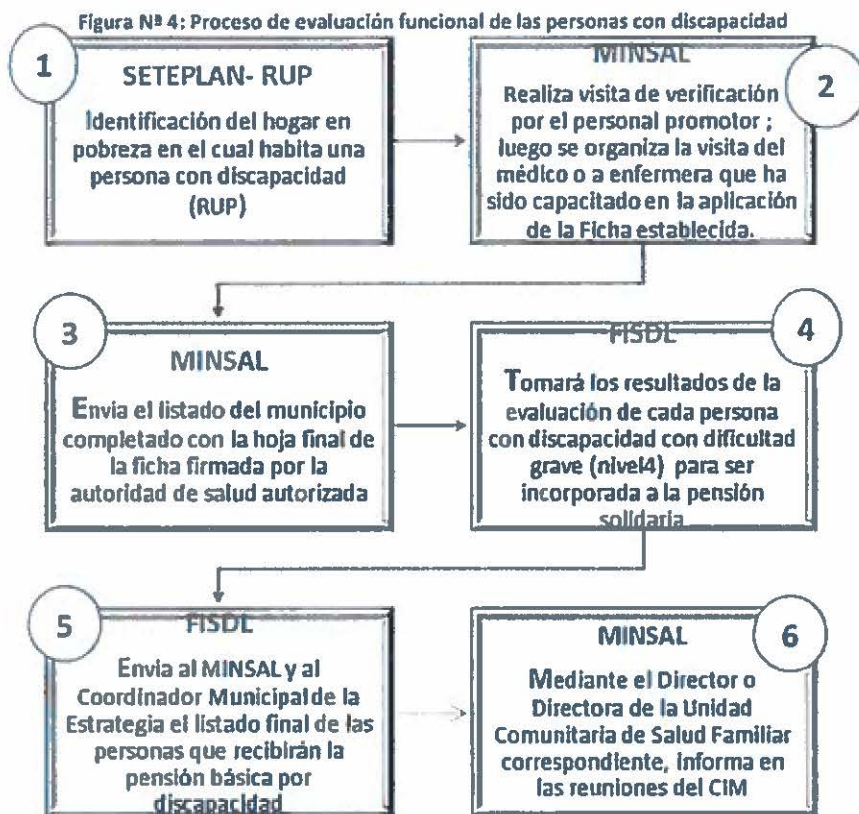 Figura Nº 4: Proceso de evaluación funcional de las personas con discapacidad
1
SETEPLAN- RUP
Identificación del hogar en
pobreza en el cual habita una
persona con discapacidad
(RUP)
2
MINSAL
Realiza visita de verificación
por el personal promotor ;
luego se organiza la visita del
médico o a enfermera que ha
sido capacitado en la aplicación
de la Ficha establecida.
3
MINSAL
Envia el listado del municipio
completado con la hoja final de
la ficha firmada por la
autoridad de salud autorizada
4
FISDL
Tomará los resultados de la
evaluación de cada persona
con discapacidad con dificultad
grave (nivel4) para ser
incorporada a la pensión
solidaria
5
FISDL
Envia al MINSAL y al
Coordinador Municipal de la
Estrategia el listado final de las
personas que recibirán la
pensión básica por
discapacidad
6
MINSAL
Mediante el Director o
Directora de la Unidad
Comunitaria de Salud Familiar
correspondiente, informa en
las reuniones del CIM